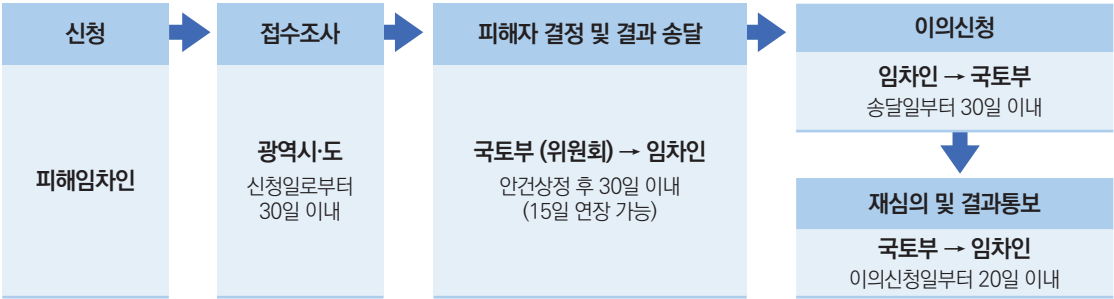 신청
피해임차인
접수조사
광역시·도
신청일로부터
30일 이내
피해자 결정 및 결과 송달
국토부 (위원회) → 임차인
안건상정 후 30일 이내
(15일 연장 가능)
이의신청
임차인 → 국토부
송달일부터 30일 이내
재심의 및 결과통보
국토부 → 임차인
이의신청일부터 20일 이내